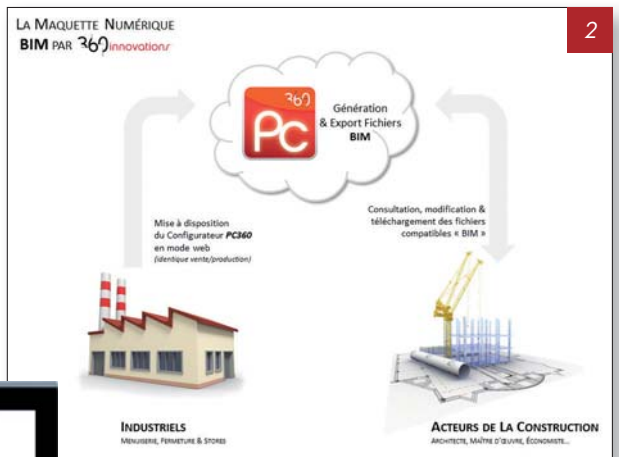 LA MAQUETTE NUMÉRIQUE
BIM PAR 360 innovations
2
360
PC
Génération
& Export Fichiers
BIM
Mise à disposition
du Configurateur PC360
en mode web
(identique vente/production)
Consultation, modification &
téléchargement des fichiers
compatibles « BIM »
INDUSTRIELS
MENUISERIE, FERMETURE & STORES
ACTEURS DE LA CONSTRUCTION
ARCHITECTE, MAÎTRE D'ŒUVRE, ÉCONOMISTE...